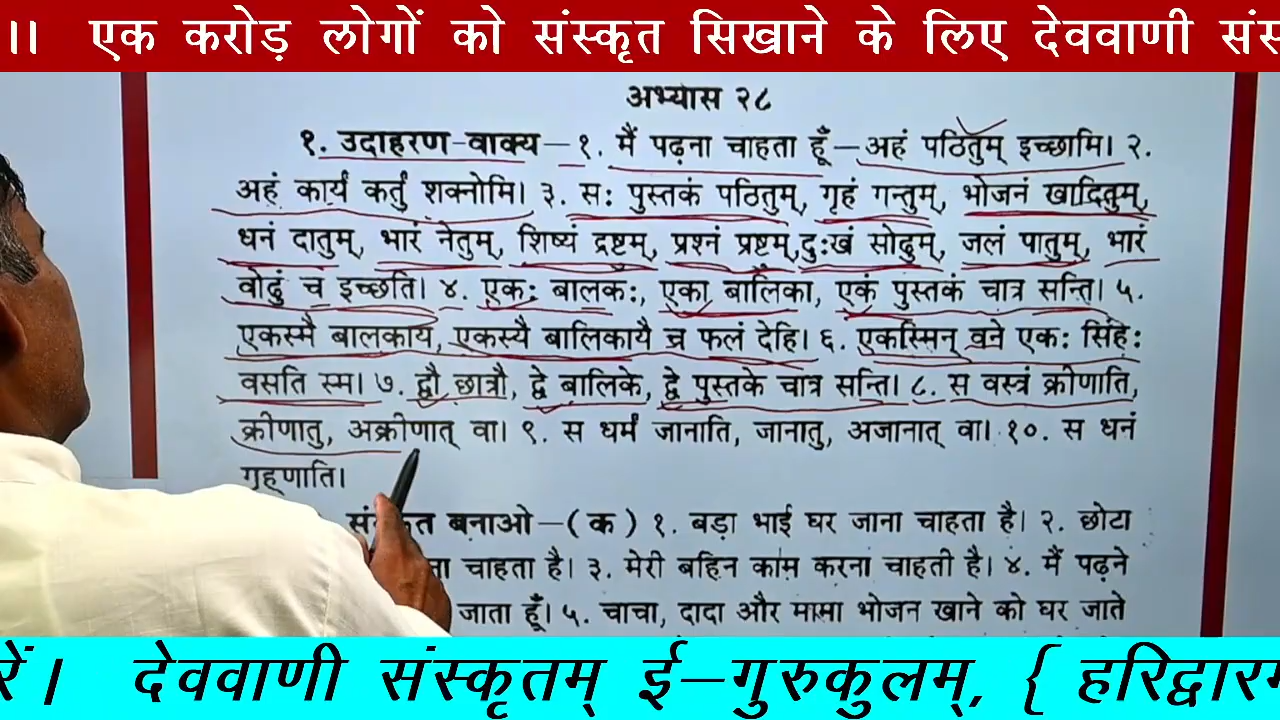 ।। एक करोड़ लोगों को संस्कृत सिखाने के लिए देववाणी संस्
अभ्यास २८
१. उदाहरण-वाक्य—१. मैं पढ़ना चाहता हूँ—अहं पठितुम् इच्छामि। २.
अहं कार्यं कर्तुं शक्नोमि। ३. सः पुस्तकं पठितुम्, गृहं गन्तुम्, भोजनं खादितुम्,
धनं दातुम्, भारं नेतुम्, शिष्यं द्रष्टुम्, प्रश्नं प्रष्टुम्, दुःखं सोढुम्, जलं पातुम्, भारं
वोढुं च इच्छति। ४. एकः बालकः, एका बालिका, एकं पुस्तकं चात्र सन्ति। ५.
एकस्मै बालकाय, एकस्यै बालिकायै च फलं देहि। ६. एकस्मिन् वने एकः सिंहः
वसति स्म। ७. द्वौ छात्रौ, द्वे बालिके, द्वे पुस्तके चात्र सन्ति। ८. स वस्त्रं क्रीणाति,
क्रीणातु, अक्रीणात् वा। ९. स धर्मं जानाति, जानातु, अजानात् वा। १०. स धनं
गृह्णाति।
बनाओ—(क) १. बड़ा भाई घर जाना चाहता है। २. छोटा
चाहता है। ३. मेरी बहिन काम करना चाहती है। ४. मैं पढ़ने
जाता हूँ। ५. चाचा, दादा और मामा भोजन खाने को घर जाते
रें। देववाणी संस्कृतम् ई—गुरुकुलम्, { हरिद्वार